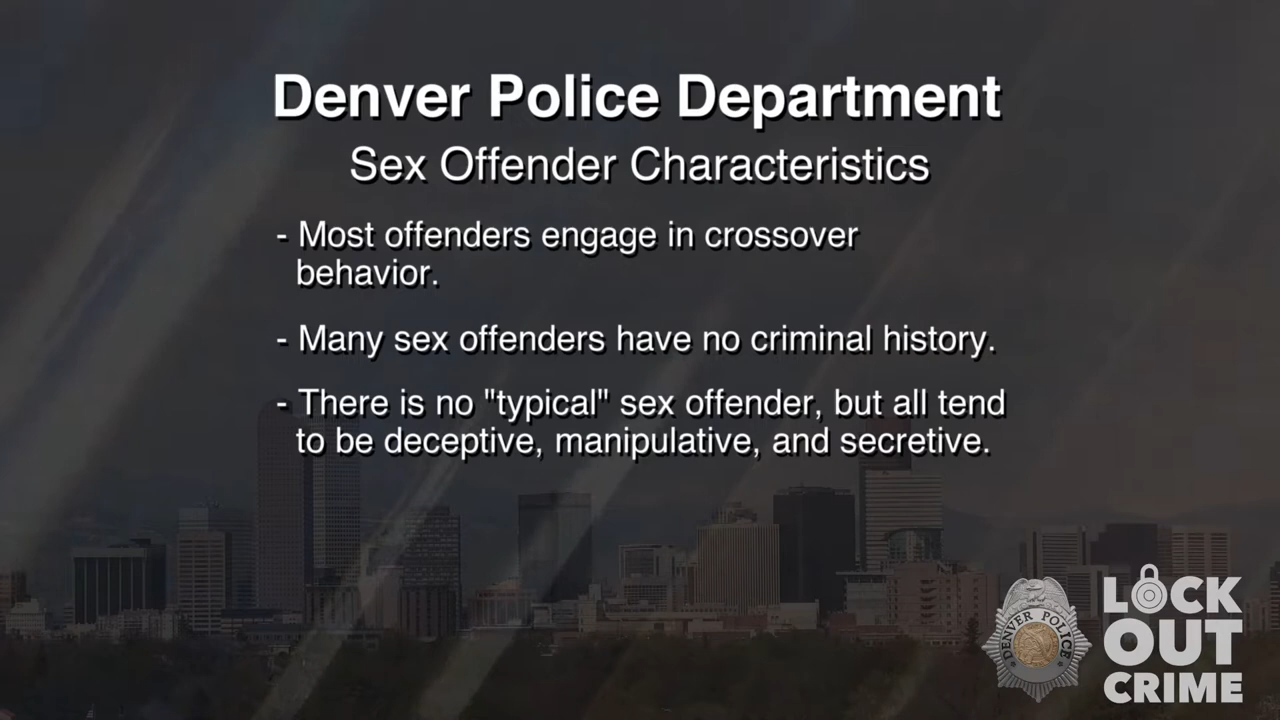 Denver Police Department
Sex Offender Characteristics
- Most offenders engage in crossover
behavior.
- Many sex offenders have no criminal history.
- There is no "typical" sex offender, but all tend
to be deceptive, manipulative, and secretive.
DENVER POLICE
LOCK
OUT
CRIME